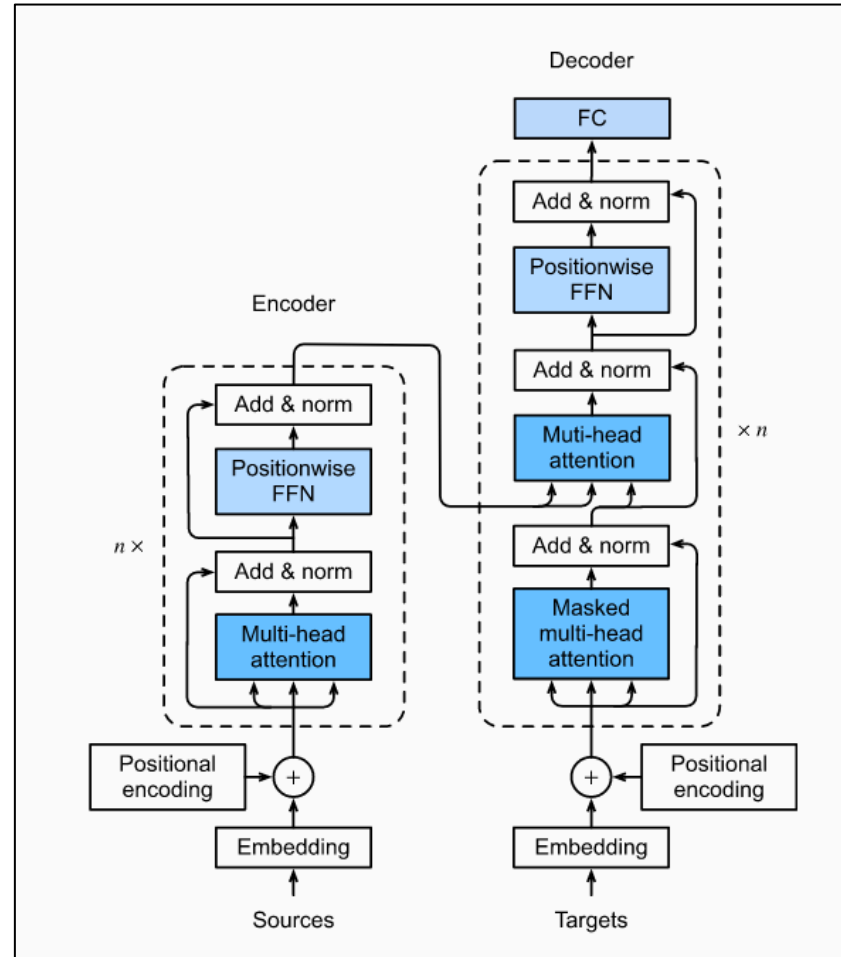 Decoder
FC
Add & norm
Positionwise
FFN
Add & norm
Muti-head
attention
× n
Add & norm
Masked
multi-head
attention
Positional
encoding
+
Embedding
Targets
Encoder
Add & norm
Positionwise
FFN
n ×
Add & norm
Multi-head
attention
Positional
encoding
+
Embedding
Sources